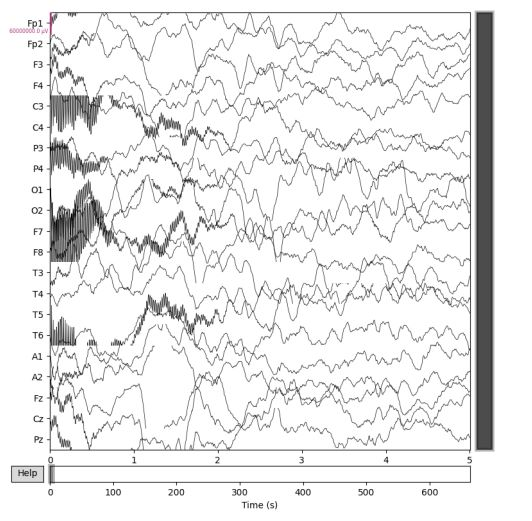 Fp1
60000000.0 µV
Fp2
F3
F4
C3
C4
P3
P4
O1
O2
F7
F8
T3
T4
T5
T6
A1
A2
Fz
Cz
Pz
0 1 2 3 4 5
Help
0 100 200 300 400 500 600
Time (s)